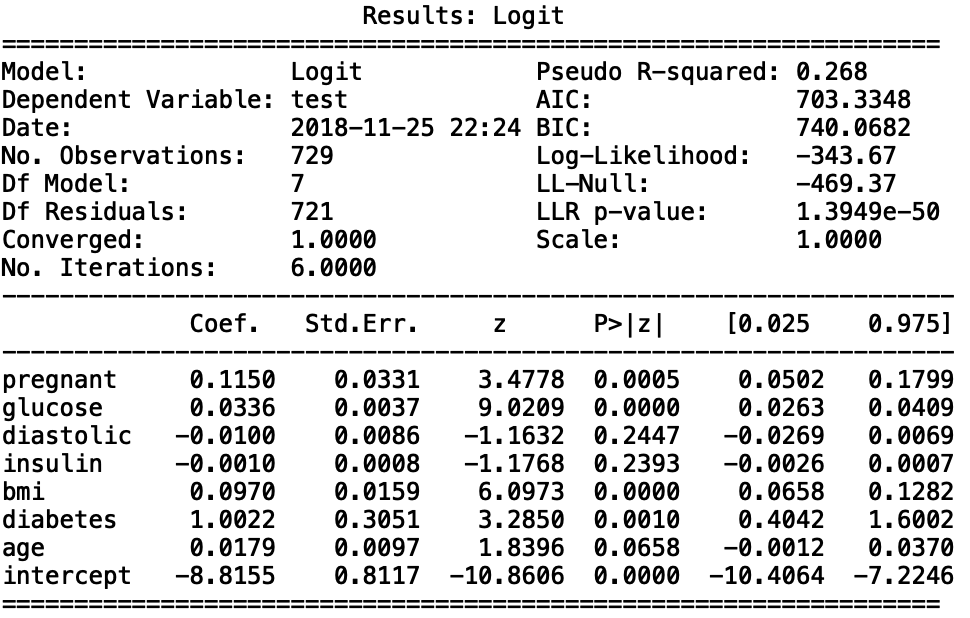 Results: Logit
=================================================================
Model: Logit Pseudo R-squared: 0.268
Dependent Variable: test AIC: 703.3348
Date: 2018-11-25 22:24 BIC: 740.0682
No. Observations: 729 Log-Likelihood: -343.67
Df Model: 7 LL-Null: -469.37
Df Residuals: 721 LLR p-value: 1.3949e-50
Converged: 1.0000 Scale: 1.0000
No. Iterations: 6.0000
------------------------------------------------------------------
Coef. Std.Err. z P>|z| [0.025 0.975]
------------------------------------------------------------------
pregnant 0.1150 0.0331 3.4778 0.0005 0.0502 0.1799
glucose 0.0336 0.0037 9.0209 0.0000 0.0263 0.0409
diastolic -0.0100 0.0086 -1.1632 0.2447 -0.0269 0.0069
insulin -0.0010 0.0008 -1.1768 0.2393 -0.0026 0.0007
bmi 0.0970 0.0159 6.0973 0.0000 0.0658 0.1282
diabetes 1.0022 0.3051 3.2850 0.0010 0.4042 1.6002
age 0.0179 0.0097 1.8396 0.0658 -0.0012 0.0370
intercept -8.8155 0.8117 -10.8606 0.0000 -10.4064 -7.2246
=================================================================